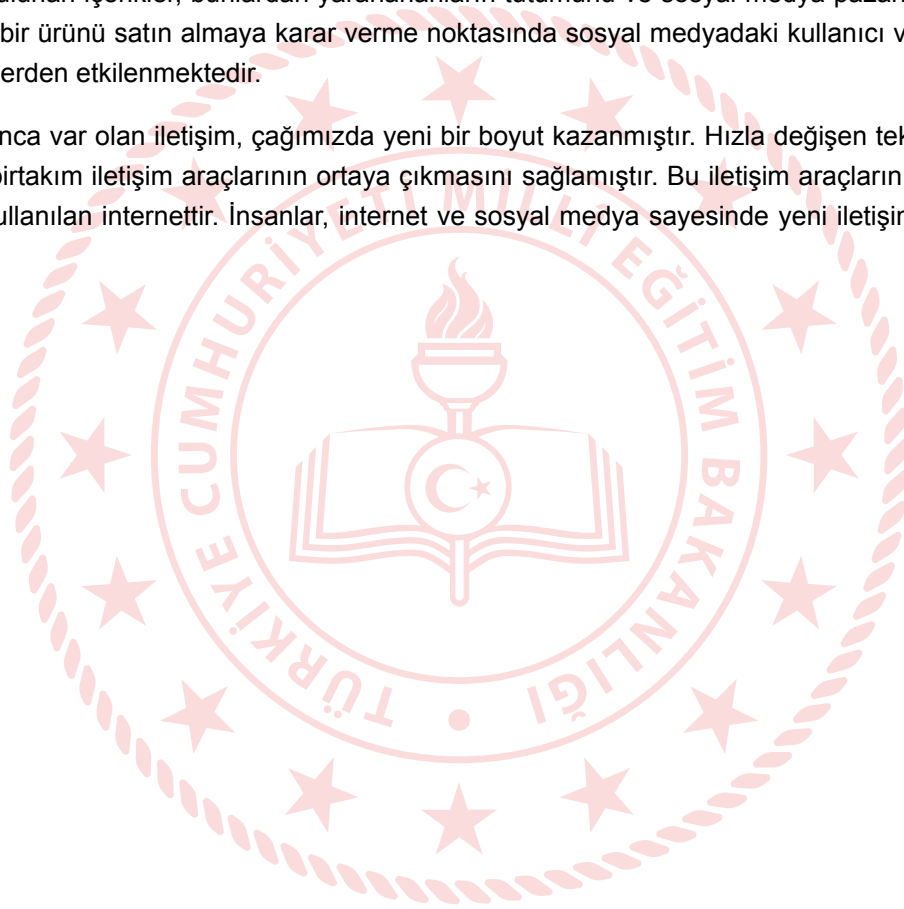 bir ürünü satın almaya karar verme noktasında sosyal medyadaki kullanıcı
erden etkilenmektedir.
nca var olan iletişim, çağımızda yeni bir boyut kazanmıştır. Hızla değişen tek
birtakım iletişim araçlarının ortaya çıkmasını sağlamıştır. Bu iletişim araçların
ullanılan internettir. İnsanlar, internet ve sosyal medya sayesinde yeni iletişi
TÜRKİYE CUMHURİYETİ MİLLÎ EĞİTİM BAKANLIĞI